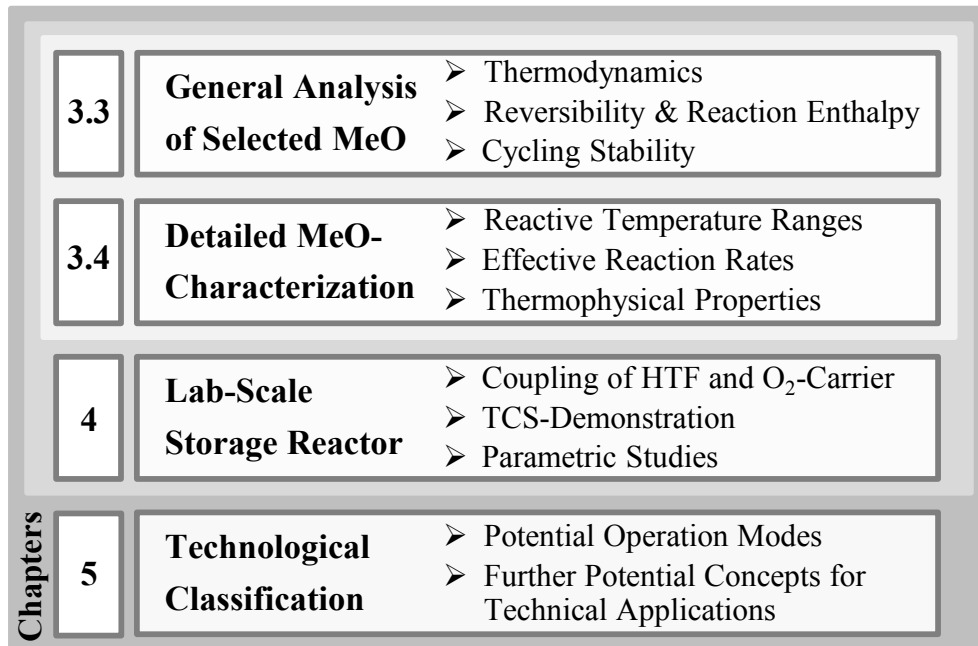 3.3
General Analysis
of Selected MeO
➢ Thermodynamics
➢ Reversibility & Reaction Enthalpy
➢ Cycling Stability
3.4
Detailed MeO-
Characterization
➢ Reactive Temperature Ranges
➢ Effective Reaction Rates
➢ Thermophysical Properties
4
Lab-Scale
Storage Reactor
➢ Coupling of HTF and O₂-Carrier
➢ TCS-Demonstration
➢ Parametric Studies
Chapters
5
Technological
Classification
➢ Potential Operation Modes
➢ Further Potential Concepts for
Technical Applications